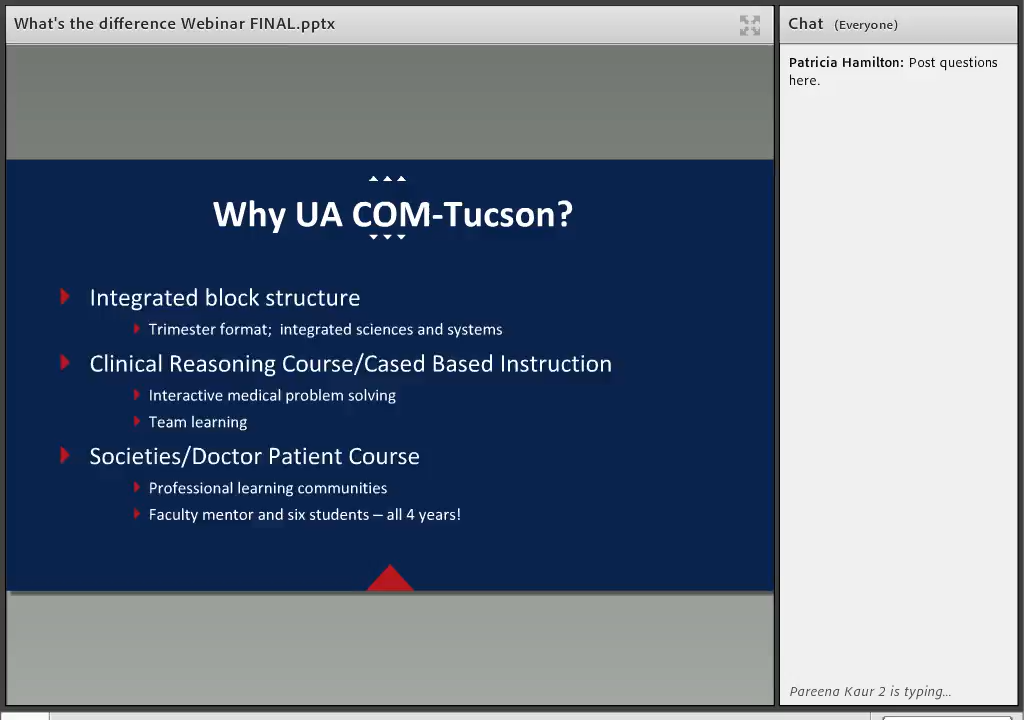 What's the difference Webinar FINAL.pptx
Why UA COM-Tucson?
Integrated block structure
Trimester format;  integrated sciences and systems
Clinical Reasoning Course/Cased Based Instruction
Interactive medical problem solving
Team learning
Societies/Doctor Patient Course
Professional learning communities
Faculty mentor and six students – all 4 years!
Chat (Everyone)
Patricia Hamilton: Post questions
here.
Pareena Kaur 2 is typing...